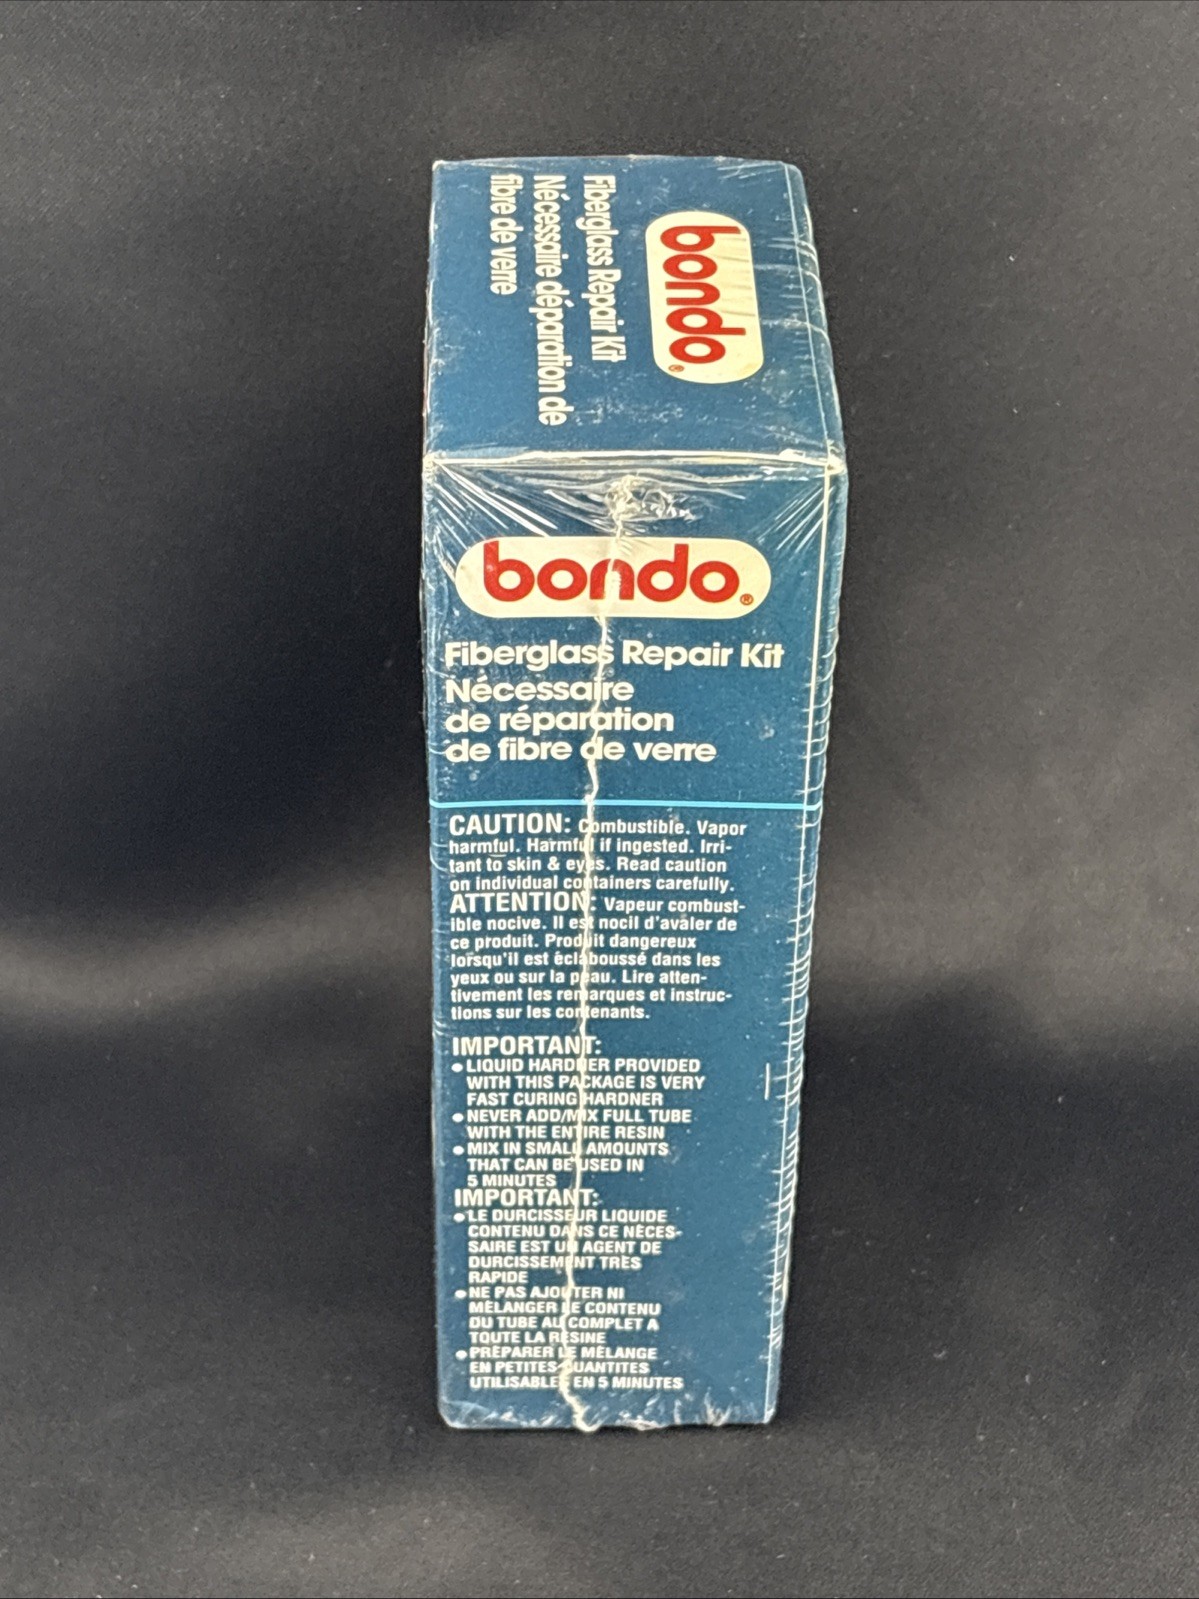 bondo®
Fiberglass Repair Kit
Nécessaire déparation de
fibre de verre
bondo®
Fiberglass Repair Kit
Nécessaire
de réparation
de fibre de verre
CAUTION: Combustible. Vapor
harmful. Harmful if ingested. Irri-
tant to skin & eyes. Read caution
on individual containers carefully.
ATTENTION: Vapeur combust-
ible nocive. Il est nocil d'avaler de
ce produit. Produit dangereux
lorsqu'il est éclaboussé dans les
yeux ou sur la peau. Lire atten-
tivement les remarques et instruc-
tions sur les contenants.
IMPORTANT:
• LIQUID HARDNER PROVIDED
WITH THIS PACKAGE IS VERY
FAST CURING HARDNER
• NEVER ADD/MIX FULL TUBE
WITH THE ENTIRE RESIN
• MIX IN SMALL AMOUNTS
THAT CAN BE USED IN
5 MINUTES
IMPORTANT:
• LE DURCISSEUR LIQUIDE
CONTENU DANS CE NÉCES-
SAIRE EST UN AGENT DE
DURCISSEMENT TRÈS
RAPIDE
• NE PAS AJOUTER NI
MÉLANGER LE CONTENU
DU TUBE AU COMPLET A
TOUTE LA RÉSINE
• PRÉPARER LE MÉLANGE
EN PETITES QUANTITES
UTILISABLES EN 5 MINUTES